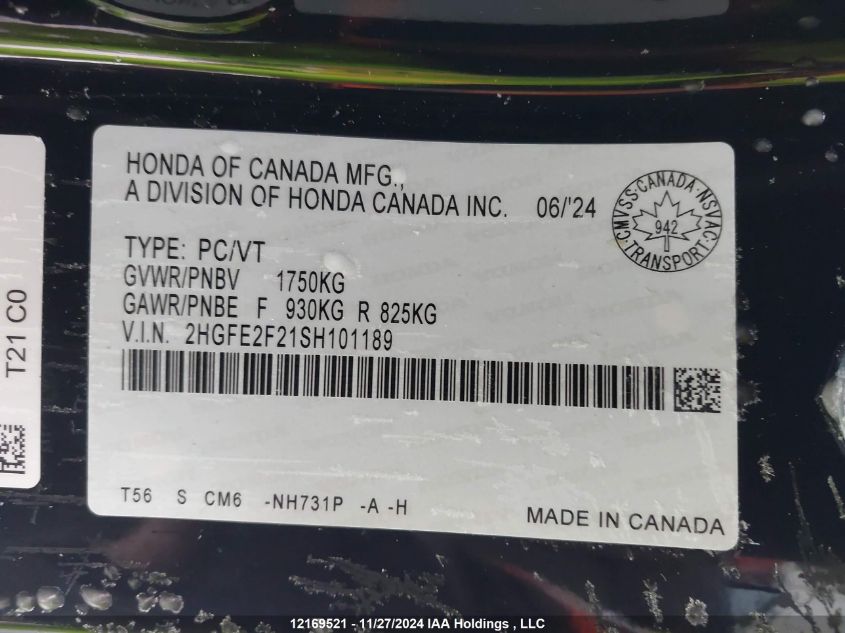 HONDA OF CANADA MFG.,
A DIVISION OF HONDA CANADA INC. 06/'24
CMVSS·CANADA·NSVAC·
942
TRANSPORT
TYPE: PC/VT
GVWR/PNBV 1750KG
GAWR/PNBE F 930KG R 825KG
V.I.N. 2HGFE2F21SH101189
T21 C0
T56 S CM6 -NH731P -A -H
MADE IN CANADA
12169521 - 11/27/2024 IAA Holdings , LLC